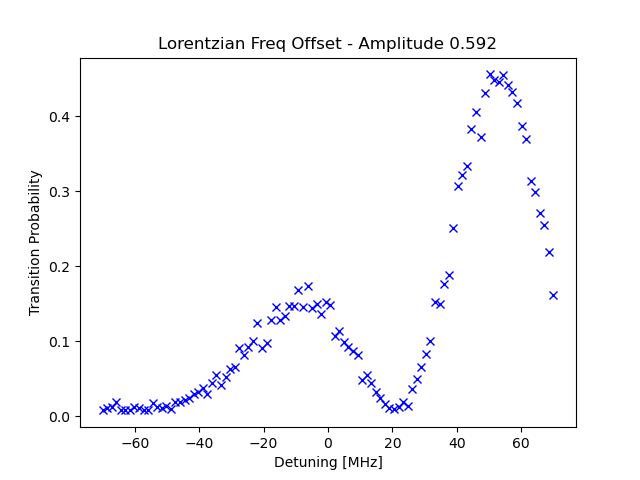 Lorentzian Freq Offset - Amplitude 0.592
Transition Probability
0.4
0.3
0.2
0.1
0.0
−60 −40 −20 0 20 40 60
Detuning [MHz]